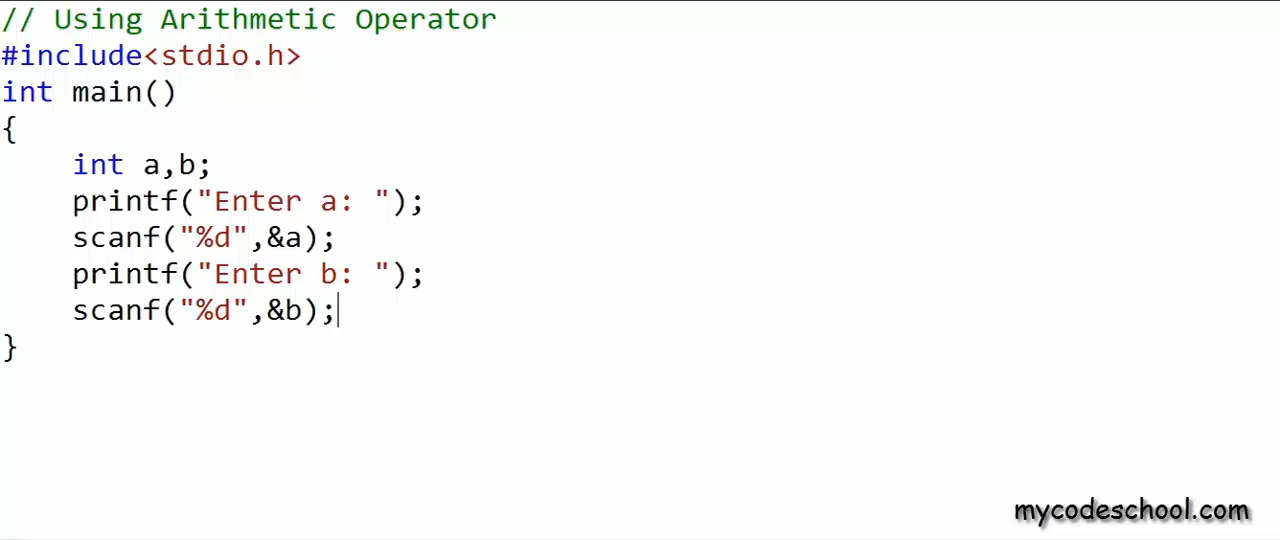 // Using Arithmetic Operator
#include<stdio.h>
int main()
{
    int a,b;
    printf("Enter a: ");
    scanf("%d",&a);
    printf("Enter b: ");
    scanf("%d",&b);
}
mycodeschool.com